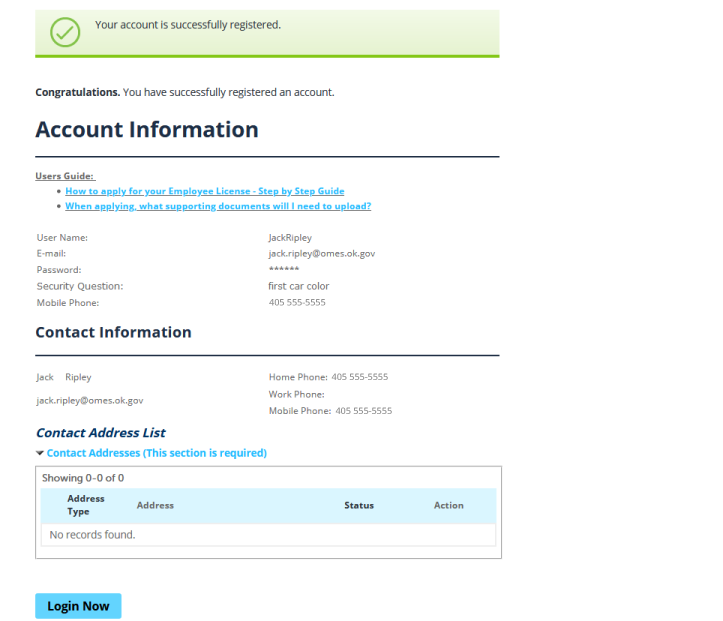 Your account is successfully registered.
Congratulations. You have successfully registered an account.
Account Information
Users Guide:
• How to apply for your Employee License - Step by Step Guide
• When applying, what supporting documents will I need to upload?
User Name: JackRipley
E-mail: jack.ripley@omes.ok.gov
Password: ******
Security Question: first car color
Mobile Phone: 405 555-5555
Contact Information
Jack Ripley
jack.ripley@omes.ok.gov
Home Phone: 405 555-5555
Work Phone:
Mobile Phone: 405 555-5555
Contact Address List
Contact Addresses (This section is required)
Showing 0-0 of 0
Address Type Address Status Action
No records found.
Login Now